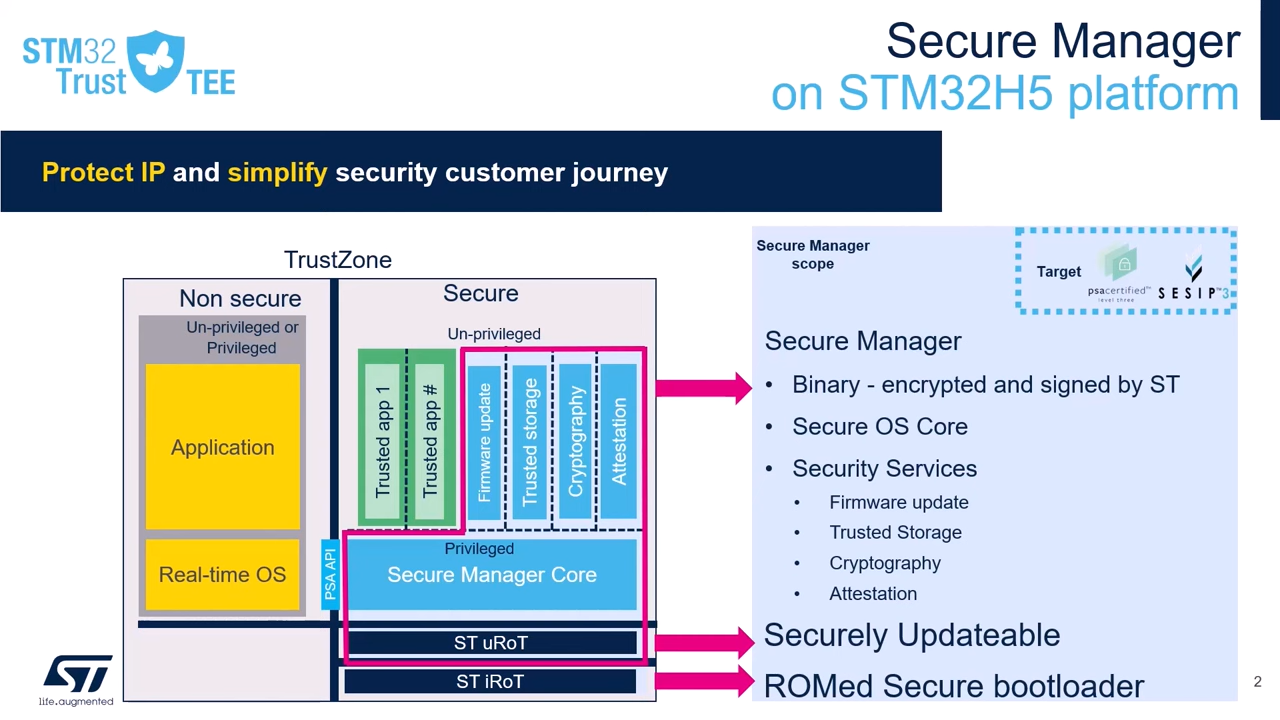 STM32
Trust
TEE
Secure Manager
on STM32H5 platform
Protect IP and simplify security customer journey
TrustZone
Non secure
Un-privileged or
Privileged
Application
Real-time OS
PSA API
Secure
Un-privileged
Trusted app 1
Trusted app #
Firmware update
Trusted storage
Cryptography
Attestation
Privileged
Secure Manager Core
ST uRoT
ST iRoT
Secure Manager
scope
Target
psacertified™
level three
SESIP™3
Secure Manager
• Binary - encrypted and signed by ST
• Secure OS Core
• Security Services
• Firmware update
• Trusted Storage
• Cryptography
• Attestation
Securely Updateable
ROMed Secure bootloader
ST
life.augmented
2